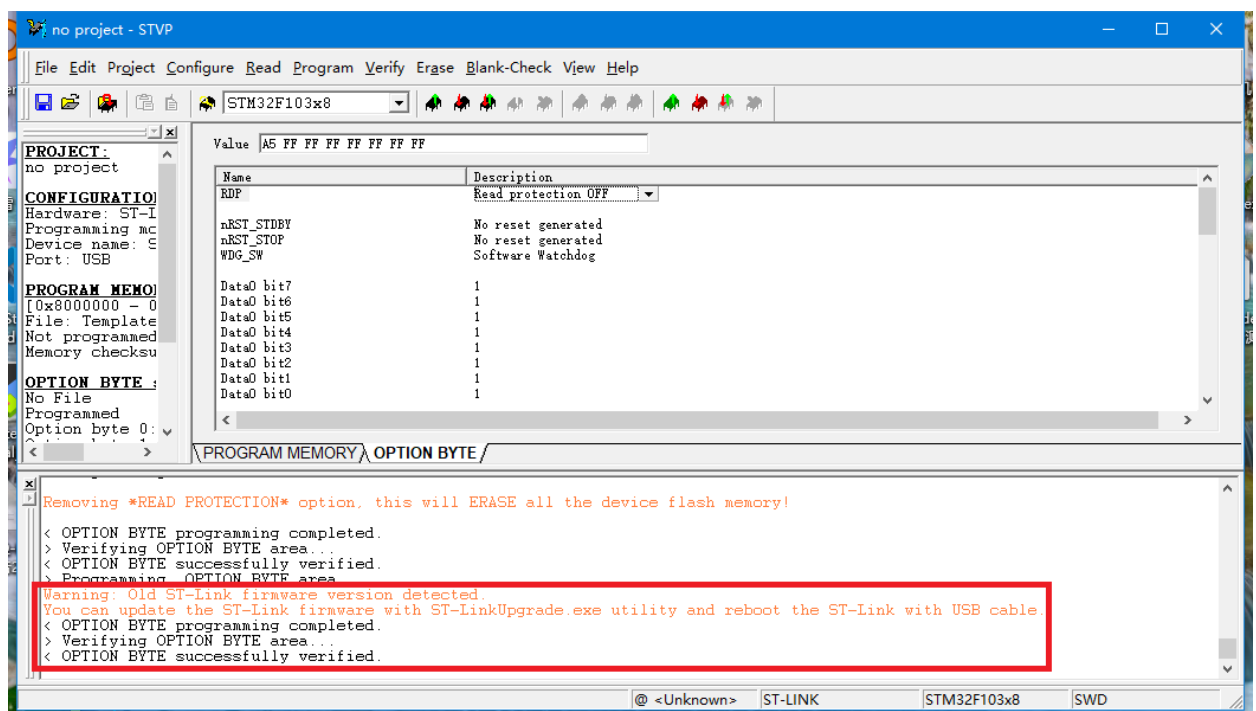 no project - STVP
File Edit Project Configure Read Program Verify Erase Blank-Check View Help
STM32F103x8
PROJECT:
no project
CONFIGURATIO
Hardware: ST-L
Programming mo
Device name: S
Port: USB
PROGRAM MEMO
[0x8000000 - 0
File: Template
Not programmed
Memory checksu
OPTION BYTE
No File
Programmed
Option byte 0:
Value A5 FF FF FF FF FF FF FF
Name Description
RDP Read protection OFF
nRST_STDBY No reset generated
nRST_STOP No reset generated
WDG_SW Software Watchdog
Data0 bit7 1
Data0 bit6 1
Data0 bit5 1
Data0 bit4 1
Data0 bit3 1
Data0 bit2 1
Data0 bit1 1
Data0 bit0 1
PROGRAM MEMORY OPTION BYTE
Removing *READ PROTECTION* option, this will ERASE all the device flash memory!
< OPTION BYTE programming completed.
> Verifying OPTION BYTE area...
< OPTION BYTE successfully verified.
> Programming OPTION BYTE area
Warning: Old ST-Link firmware version detected.
You can update the ST-Link firmware with ST-LinkUpgrade.exe utility and reboot the ST-Link with USB cable.
< OPTION BYTE programming completed.
> Verifying OPTION BYTE area...
< OPTION BYTE successfully verified.
@ <Unknown> ST-LINK STM32F103x8 SWD